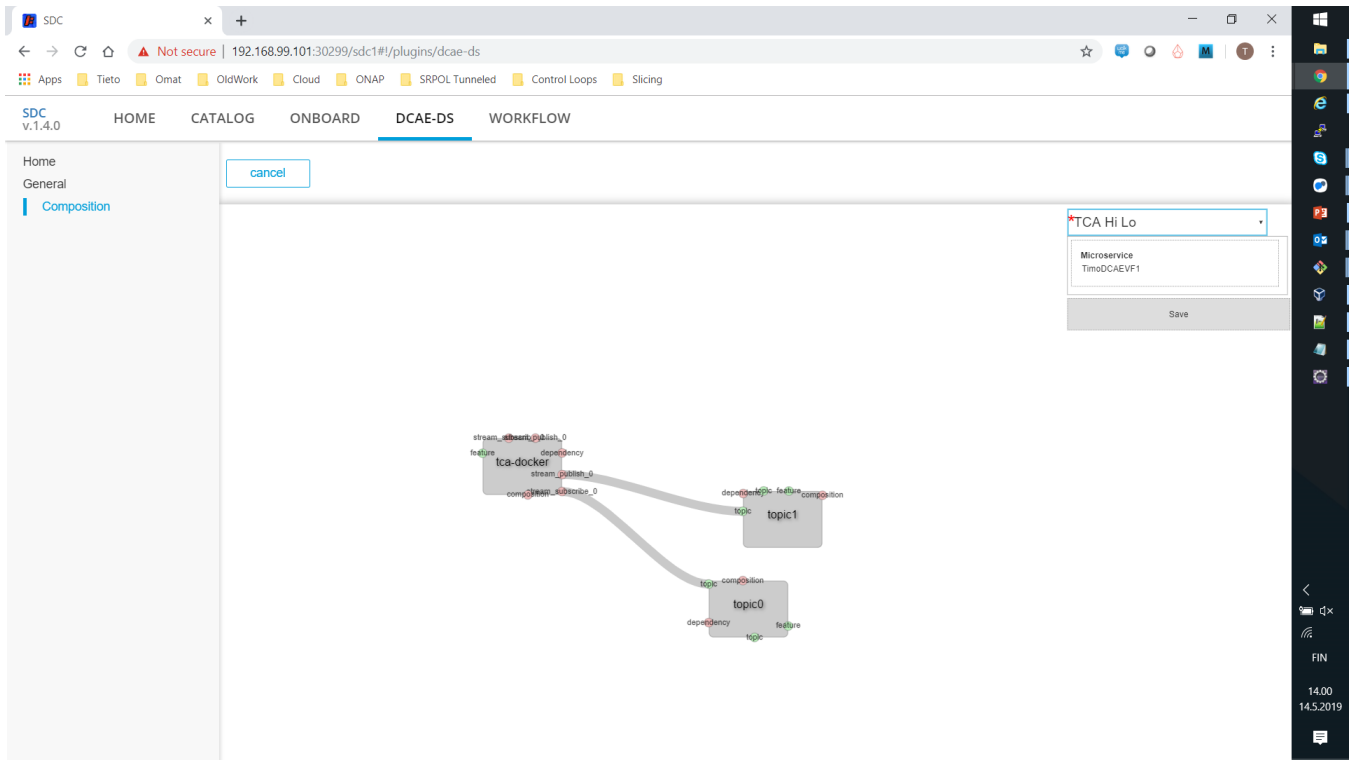 SDC
Not secure | 192.168.99.101:30299/sdc1#!/plugins/dcae-ds
M
T
Apps Tieto Omat OldWork Cloud ONAP SRPOL Tunneled Control Loops Slicing
SDC
v.1.4.0
HOME CATALOG ONBOARD DCAE-DS WORKFLOW
Home
General
Composition
cancel
*TCA Hi Lo
Microservice
TimoDCAEVF1
Save
feature
dependency
tca-docker
stream_publish_0
stream_subscribe_0
dependency topic feature composition
topic
topic1
topic composition
topic0
dependency
feature
topic
FIN
14.00
14.5.2019